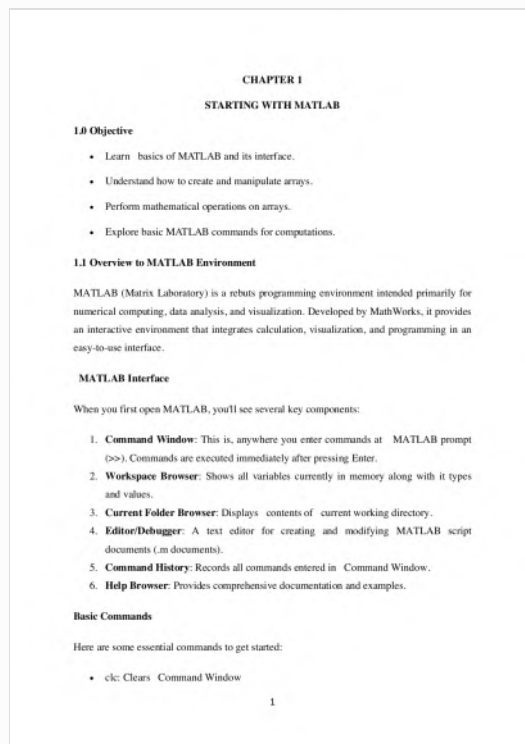 CHAPTER 1
STARTING WITH MATLAB
1.0 Objective
• Learn basics of MATLAB and its interface.
• Understand how to create and manipulate arrays.
• Perform mathematical operations on arrays.
• Explore basic MATLAB commands for computations.
1.1 Overview to MATLAB Environment
MATLAB (Matrix Laboratory) is a rebuts programming environment intended primarily for
numerical computing, data analysis, and visualization. Developed by MathWorks, it provides
an interactive environment that integrates calculation, visualization, and programming in an
easy-to-use interface.
MATLAB Interface
When you first open MATLAB, you'll see several key components:
1. Command Window: This is, anywhere you enter commands at MATLAB prompt
(>>). Commands are executed immediately after pressing Enter.
2. Workspace Browser: Shows all variables currently in memory along with it types
and values.
3. Current Folder Browser: Displays contents of current working directory.
4. Editor/Debugger: A text editor for creating and modifying MATLAB script
documents (.m documents).
5. Command History: Records all commands entered in Command Window.
6. Help Browser: Provides comprehensive documentation and examples.
Basic Commands
Here are some essential commands to get started:
• clc: Clears Command Window
1